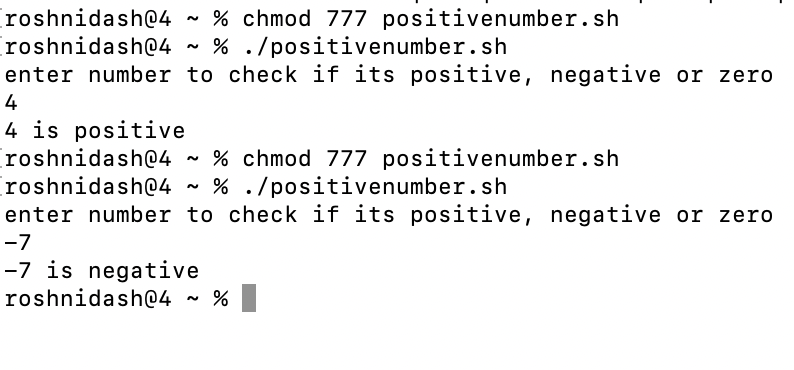 roshnidash@4 ~ % chmod 777 positivenumber.sh
roshnidash@4 ~ % ./positivenumber.sh
enter number to check if its positive, negative or zero
4
4 is positive
roshnidash@4 ~ % chmod 777 positivenumber.sh
roshnidash@4 ~ % ./positivenumber.sh
enter number to check if its positive, negative or zero
-7
-7 is negative
roshnidash@4 ~ %